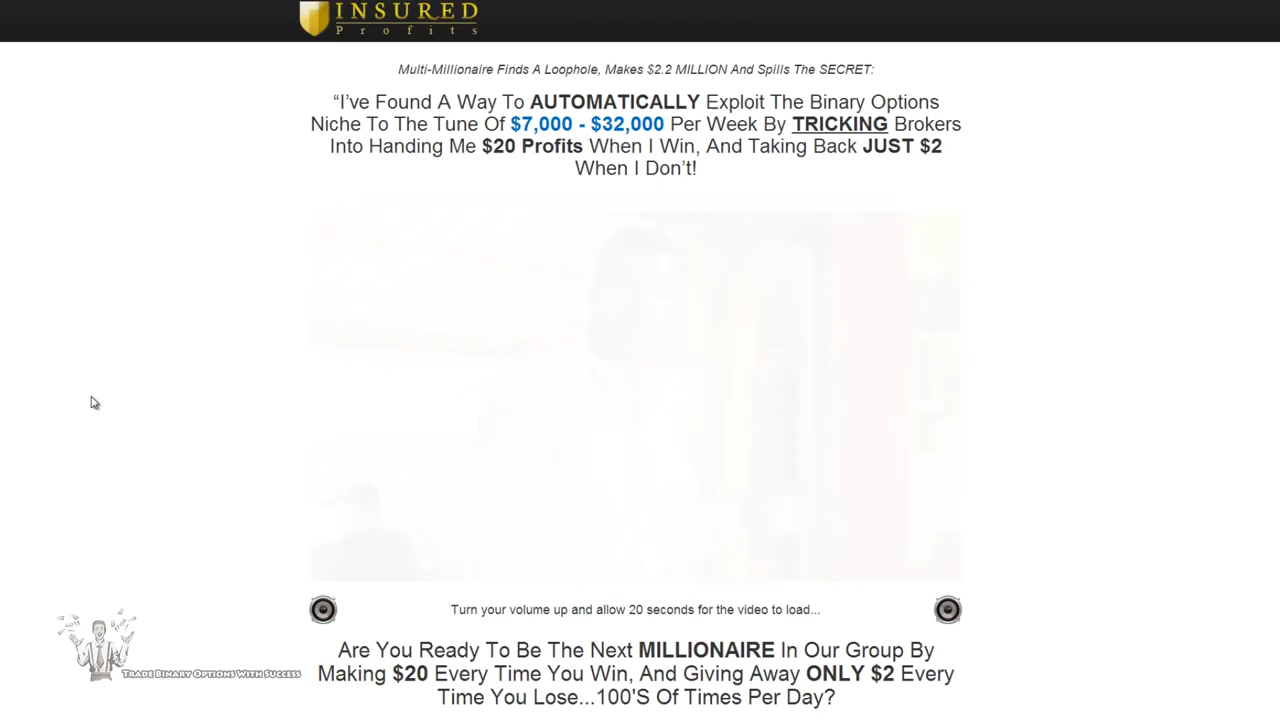 INSURED
Profits
Multi-Millionaire Finds A Loophole, Makes $2.2 MILLION And Spills The SECRET:
“I’ve Found A Way To AUTOMATICALLY Exploit The Binary Options
Niche To The Tune Of $7,000 - $32,000 Per Week By TRICKING Brokers
Into Handing Me $20 Profits When I Win, And Taking Back JUST $2
When I Don’t!
Turn your volume up and allow 20 seconds for the video to load...
Are You Ready To Be The Next MILLIONAIRE In Our Group By
Making $20 Every Time You Win, And Giving Away ONLY $2 Every
Time You Lose...100'S Of Times Per Day?
Trade Binary Options With Success